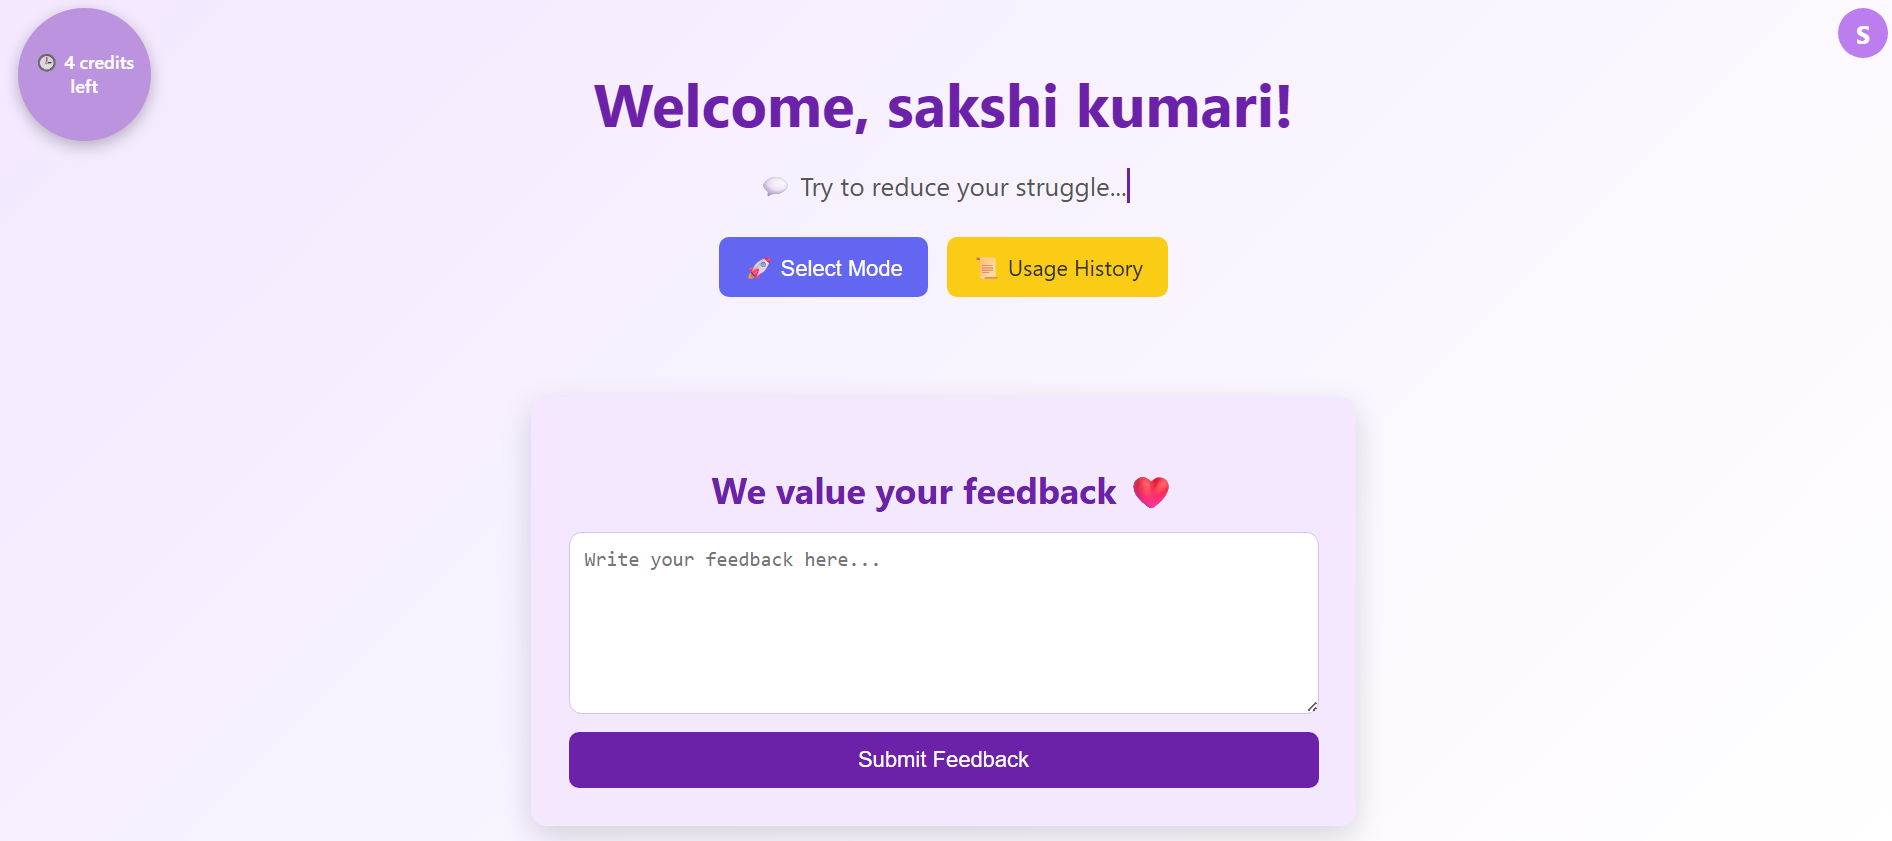 🕒 4 credits
left
S
Welcome, sakshi kumari!
💬 Try to reduce your struggle...
🚀 Select Mode
📜 Usage History
We value your feedback ❤️
Write your feedback here...
Submit Feedback